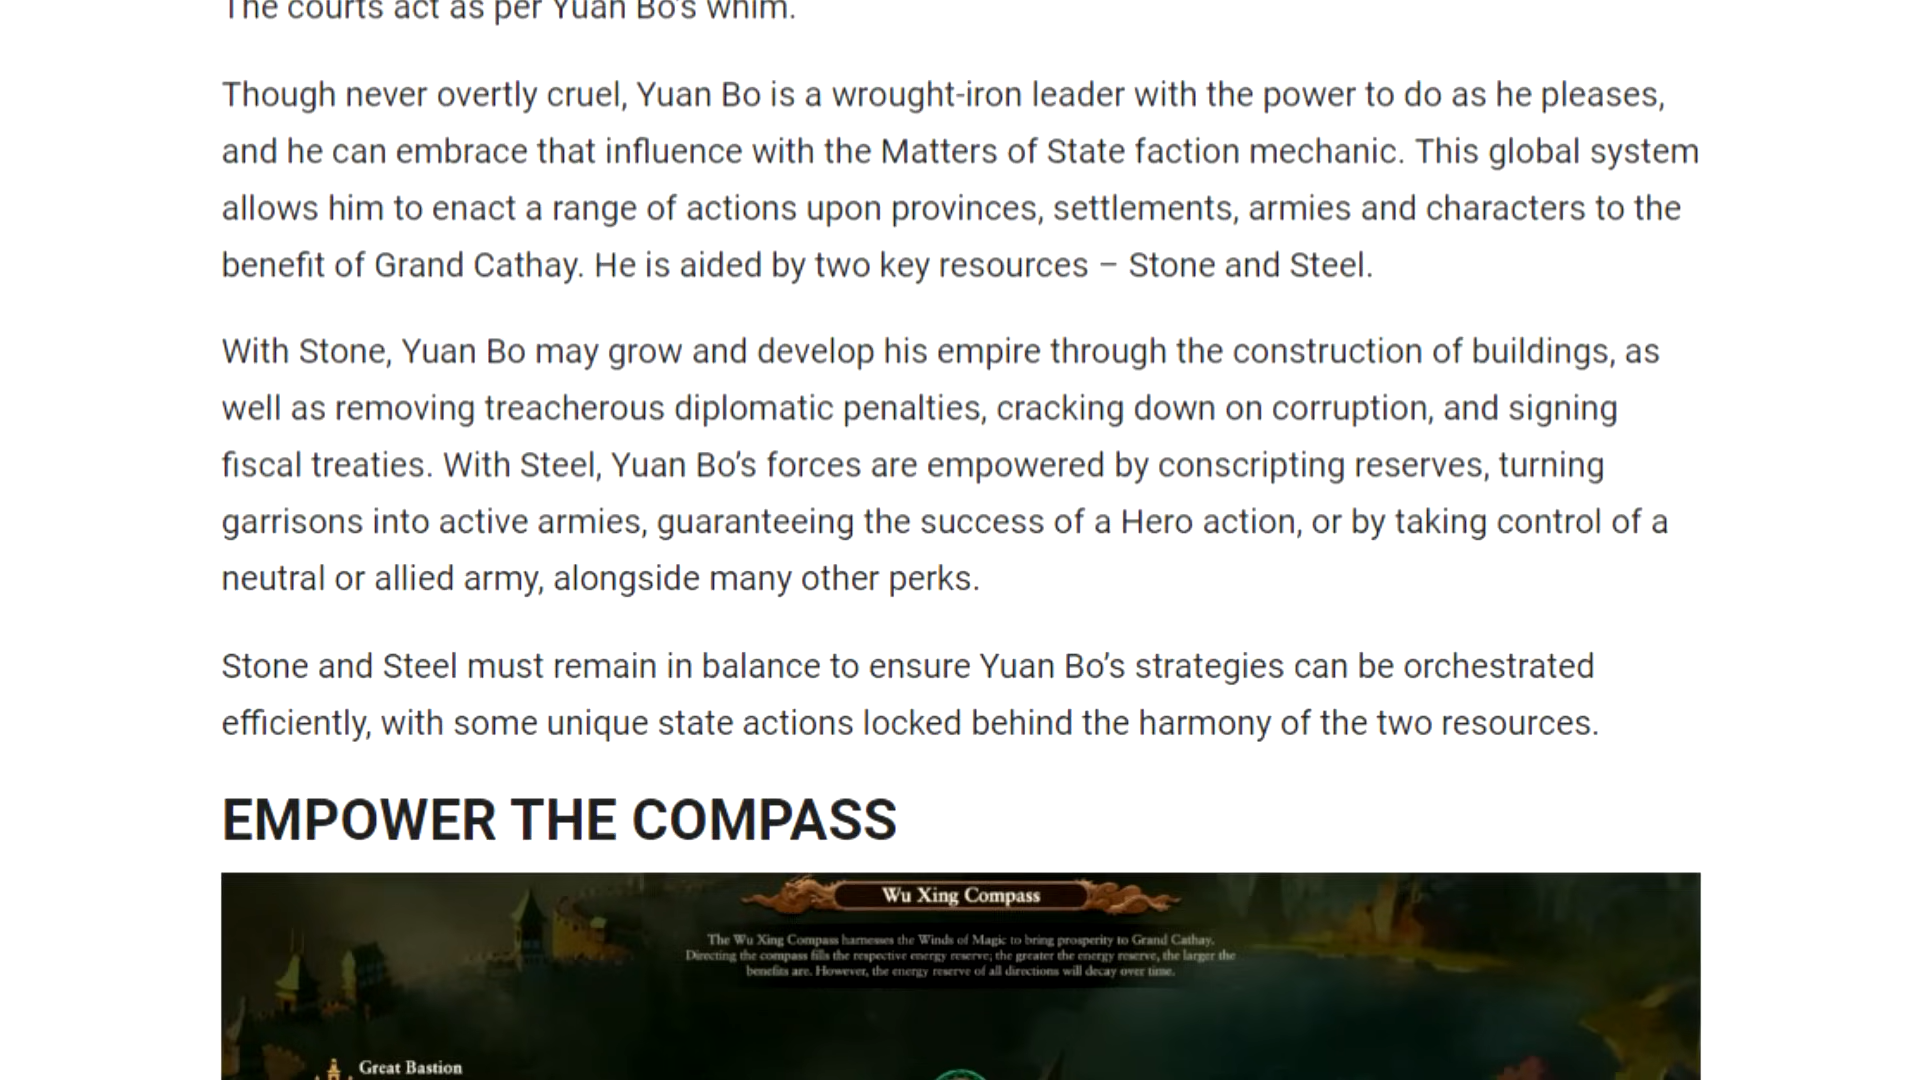 The courts act as per Yuan Bo's whim.
Though never overtly cruel, Yuan Bo is a wrought-iron leader with the power to do as he pleases,
and he can embrace that influence with the Matters of State faction mechanic. This global system
allows him to enact a range of actions upon provinces, settlements, armies and characters to the
benefit of Grand Cathay. He is aided by two key resources – Stone and Steel.
With Stone, Yuan Bo may grow and develop his empire through the construction of buildings, as
well as removing treacherous diplomatic penalties, cracking down on corruption, and signing
fiscal treaties. With Steel, Yuan Bo’s forces are empowered by conscripting reserves, turning
garrisons into active armies, guaranteeing the success of a Hero action, or by taking control of a
neutral or allied army, alongside many other perks.
Stone and Steel must remain in balance to ensure Yuan Bo’s strategies can be orchestrated
efficiently, with some unique state actions locked behind the harmony of the two resources.
EMPOWER THE COMPASS
Wu Xing Compass
The Wu Xing Compass harnesses the Winds of Magic to bring prosperity to Grand Cathay.
Directing the compass fills the respective energy reserve; the greater the energy reserve, the larger the
benefits are. However, the energy reserve of all directions will decay over time.
Great Bastion